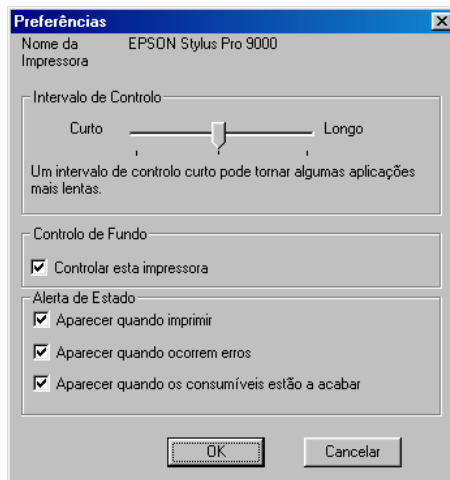 Preferências
Nome da EPSON Stylus Pro 9000
Impressora
Intervalo de Controlo
Curto Longo
Um intervalo de controlo curto pode tornar algumas aplicações
mais lentas.
Controlo de Fundo
Controlar esta impressora
Alerta de Estado
Aparecer quando imprimir
Aparecer quando ocorrem erros
Aparecer quando os consumíveis estão a acabar
OK Cancelar